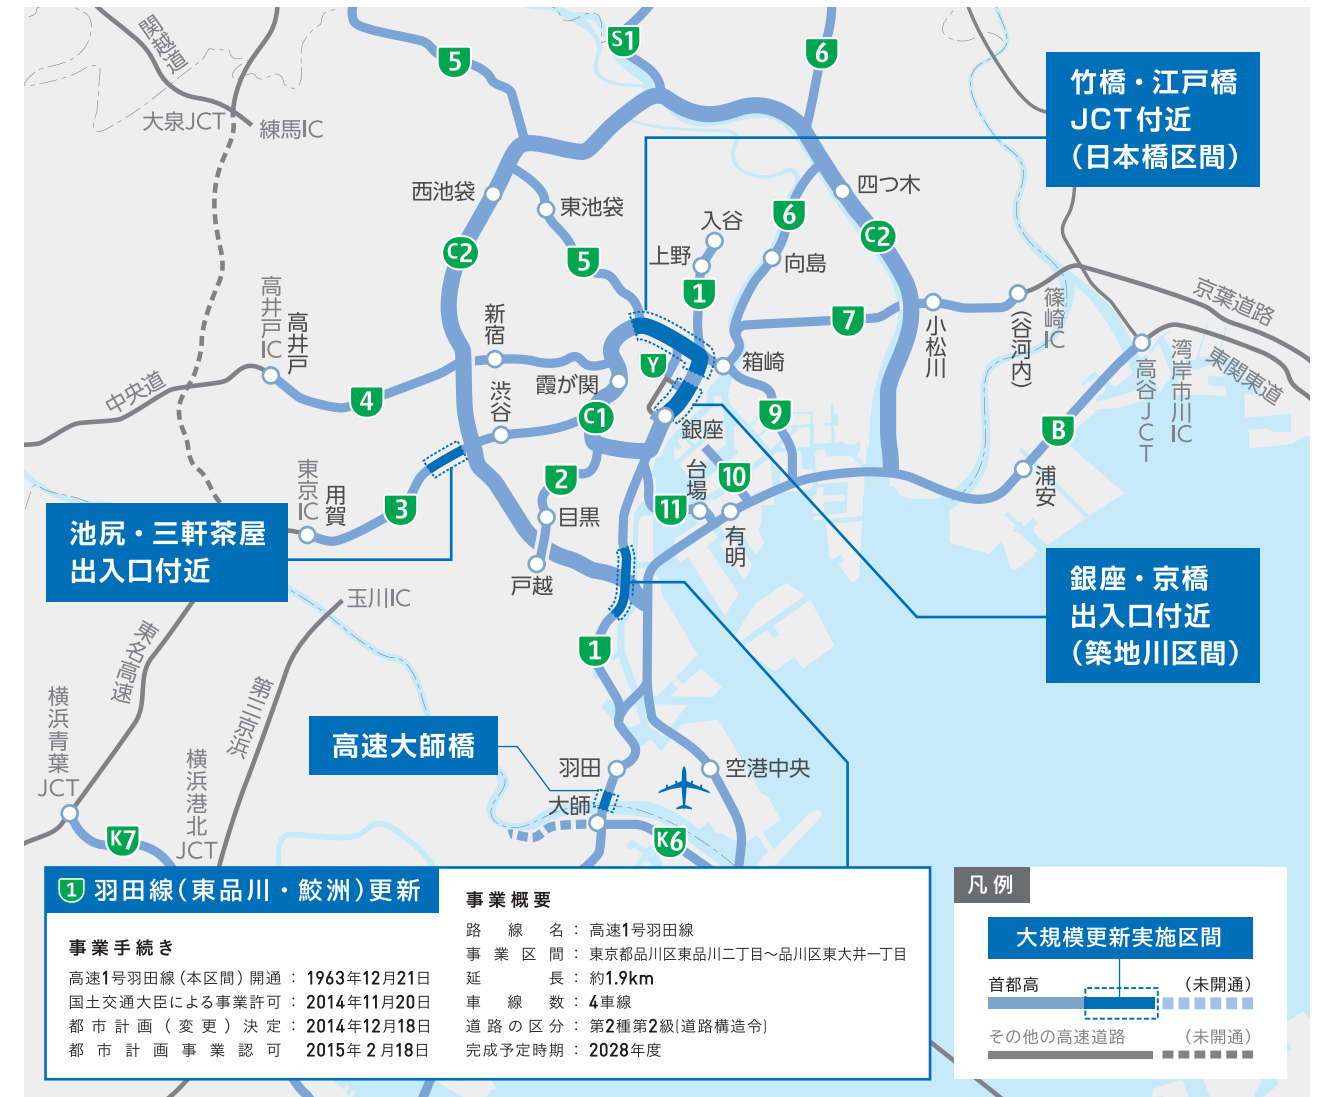 関越道
5
S1
6
竹橋・江戸橋
JCT付近
(日本橋区間)
大泉JCT
練馬IC
西池袋
東池袋
入谷
四つ木
6
C2
5
上野
向島
C2
1
高井戸IC
高井戸
新宿
7
小松川
(谷河内)
篠崎IC
京葉道路
東関東道
湾岸市川IC
高谷JCT
Y
箱崎
霞が関
中央道
4
渋谷
C1
銀座
9
B
浦安
台場
10
2
11
有明
東京IC
用賀
3
目黒
戸越
池尻・三軒茶屋
出入口付近
銀座・京橋
出入口付近
(築地川区間)
玉川IC
1
東名高速
第三京浜
横浜青葉JCT
横浜港北JCT
高速大師橋
羽田
空港中央
大師
K7
K6
1 羽田線(東品川・鮫洲)更新
事業手続き
高速1号羽田線(本区間)開通:1963年12月21日
国土交通大臣による事業許可:2014年11月20日
都市計画(変更)決定:2014年12月18日
都市計画事業認可 2015年2月18日
事業概要
路線名:高速1号羽田線
事業区間:東京都品川区東品川二丁目〜品川区東大井一丁目
延長:約1.9km
車線数:4車線
道路の区分:第2種第2級(道路構造令)
完成予定時期:2028年度
凡例
大規模更新実施区間
首都高 (未開通)
その他の高速道路 (未開通)